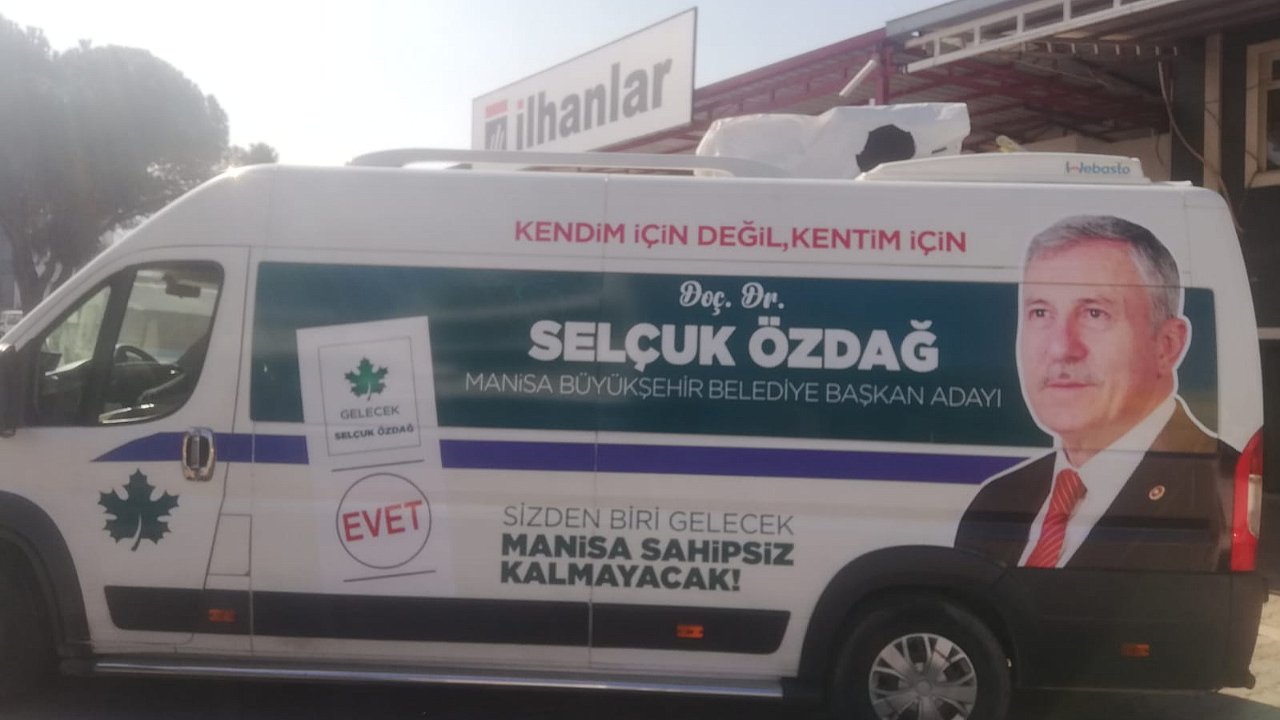 ilhanlar
Webasto
KENDİM İÇİN DEĞİL,KENTİM İÇİN
Doç. Dr.
SELÇUK ÖZDAĞ
MANİSA BÜYÜKŞEHİR BELEDİYE BAŞKAN ADAYI
GELECEK
SELÇUK ÖZDAĞ
EVET
SİZDEN BİRİ GELECEK
MANİSA SAHİPSİZ
KALMAYACAK!